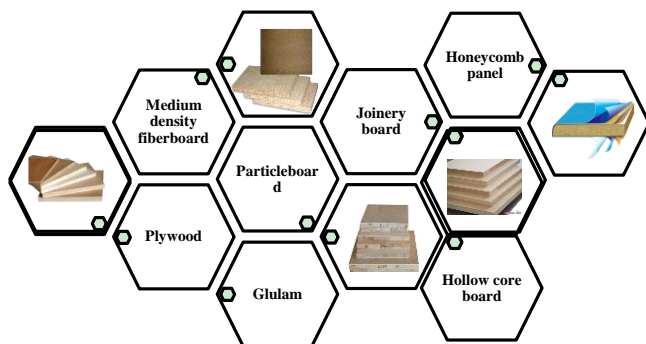 Honeycomb
panel
Medium
density
fiberboard
Joinery
board
Particleboar
d
Plywood
Glulam
Hollow core
board